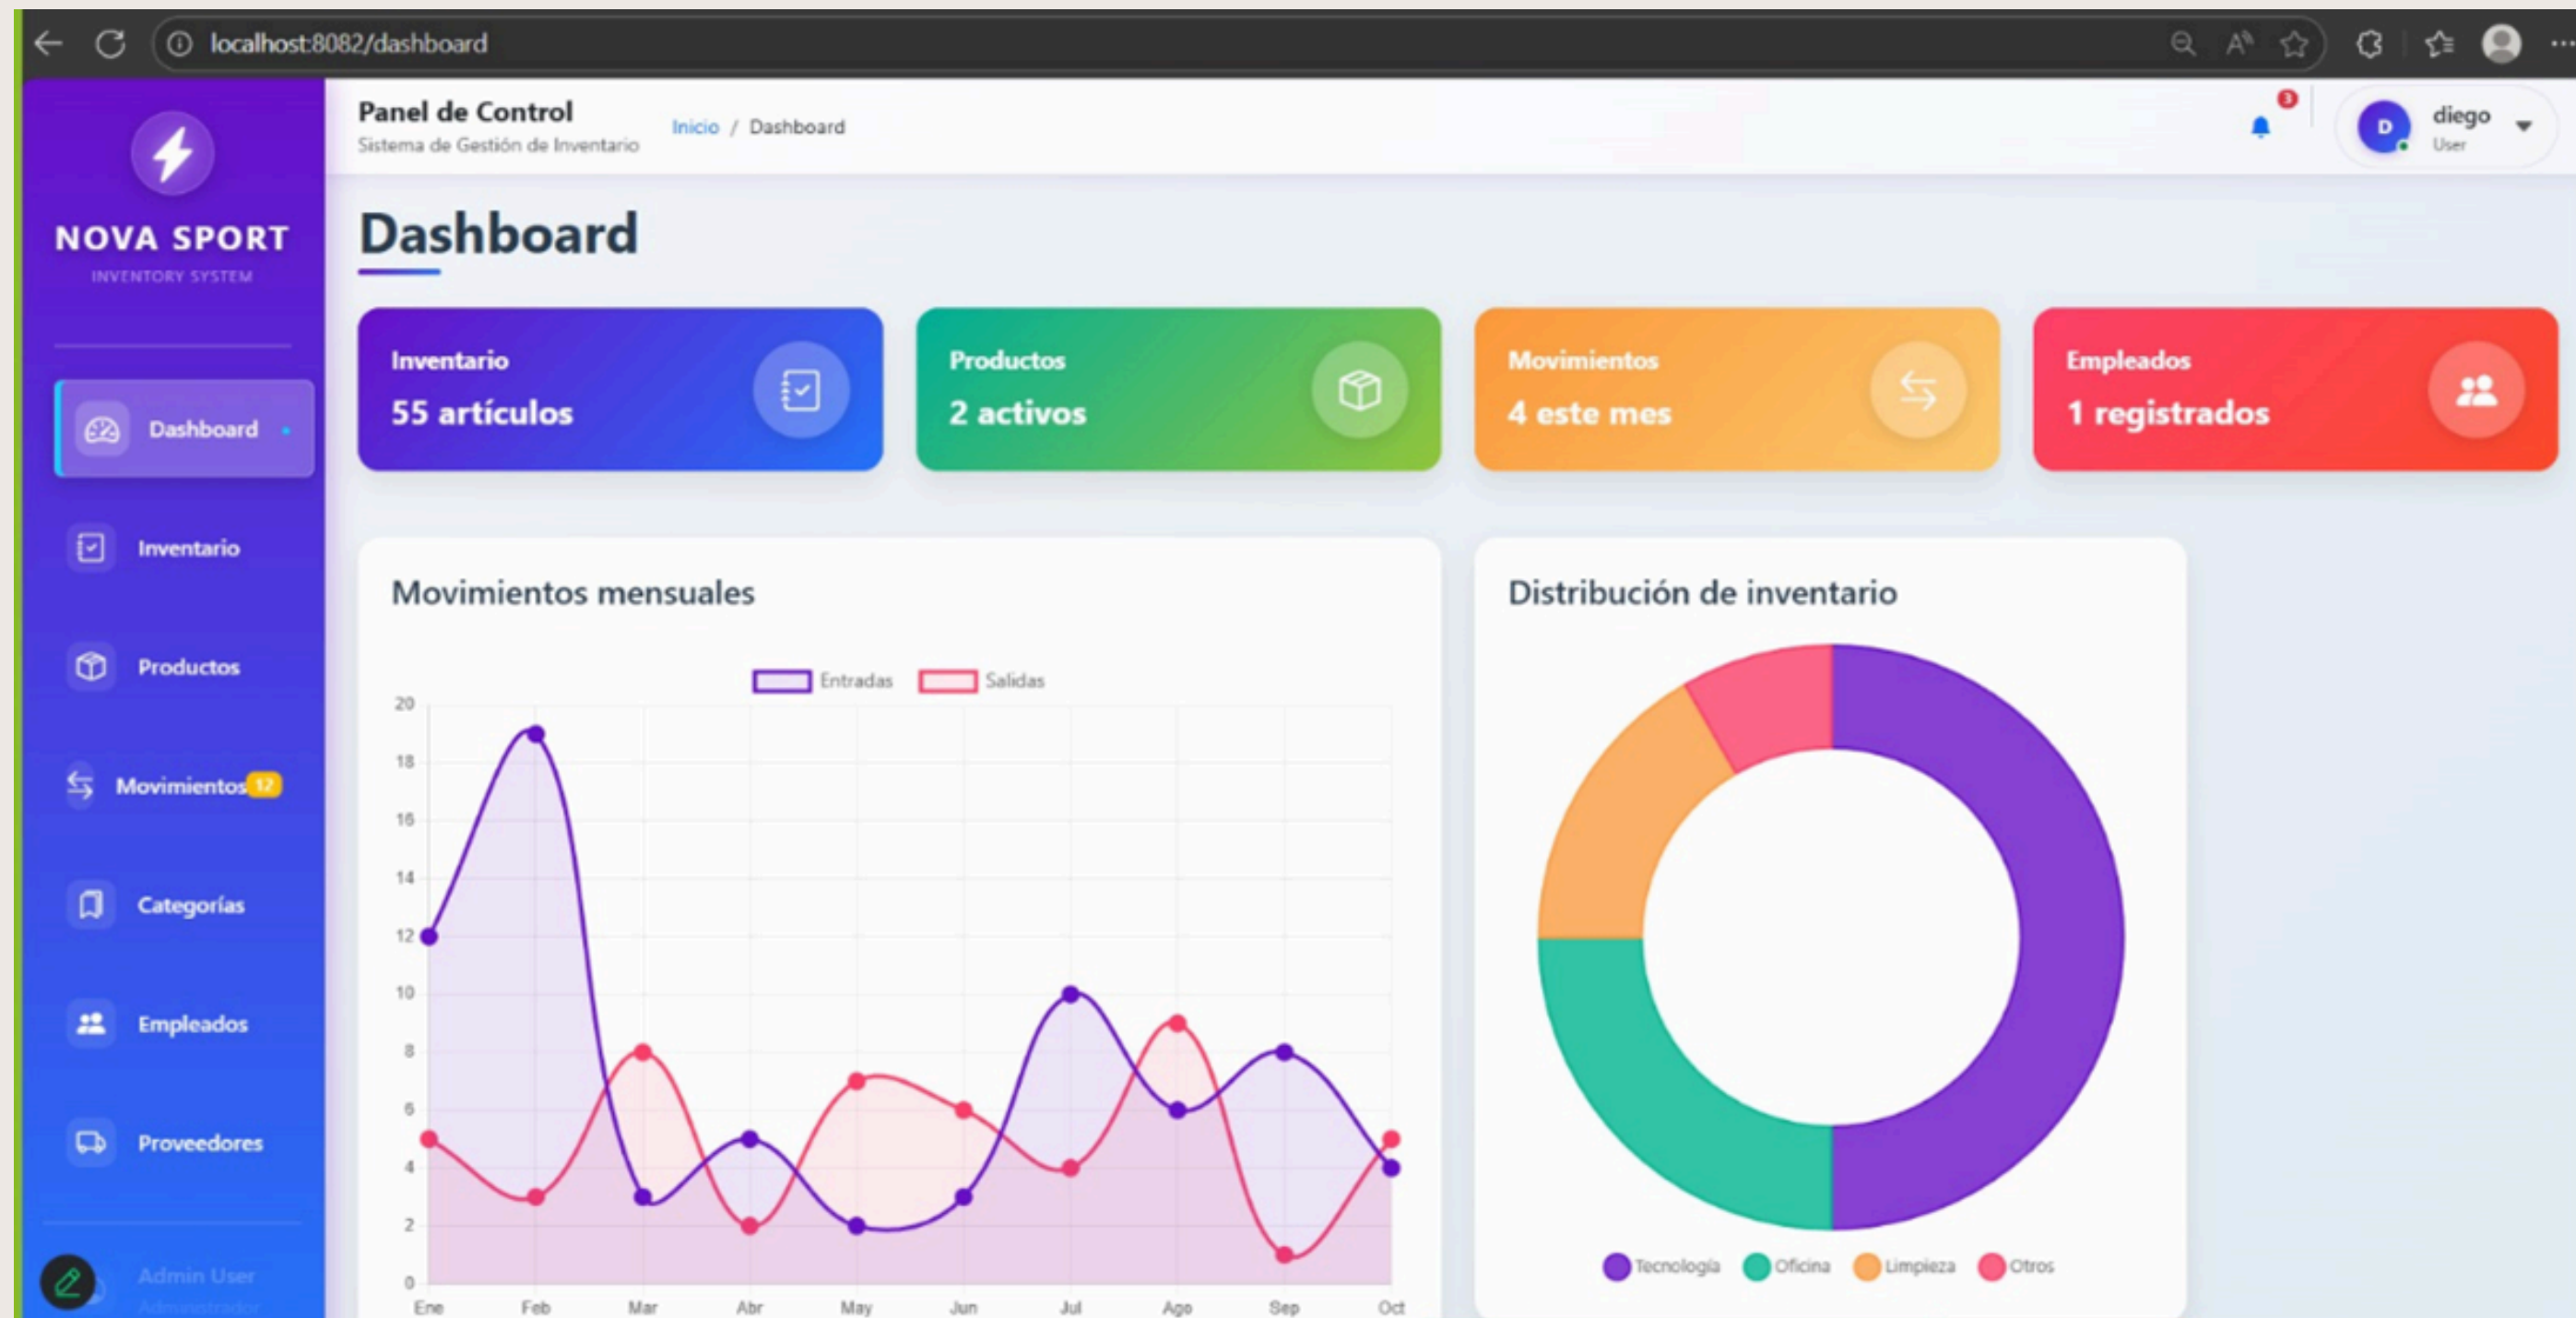 localhost:8082/dashboard
NOVA SPORT
INVENTORY SYSTEM
Dashboard
Inventario
Productos
Movimientos 12
Categorías
Empleados
Proveedores
Admin User
Administrador
Panel de Control
Sistema de Gestión de Inventario
Inicio / Dashboard
3
D
diego
User
Dashboard
Inventario
55 artículos
Productos
2 activos
Movimientos
4 este mes
Empleados
1 registrados
Movimientos mensuales
Entradas Salidas
20
18
16
14
12
10
8
6
4
2
0
Ene Feb Mar Abr May Jun Jul Ago Sep Oct
Distribución de inventario
Tecnología Oficina Limpieza Otros